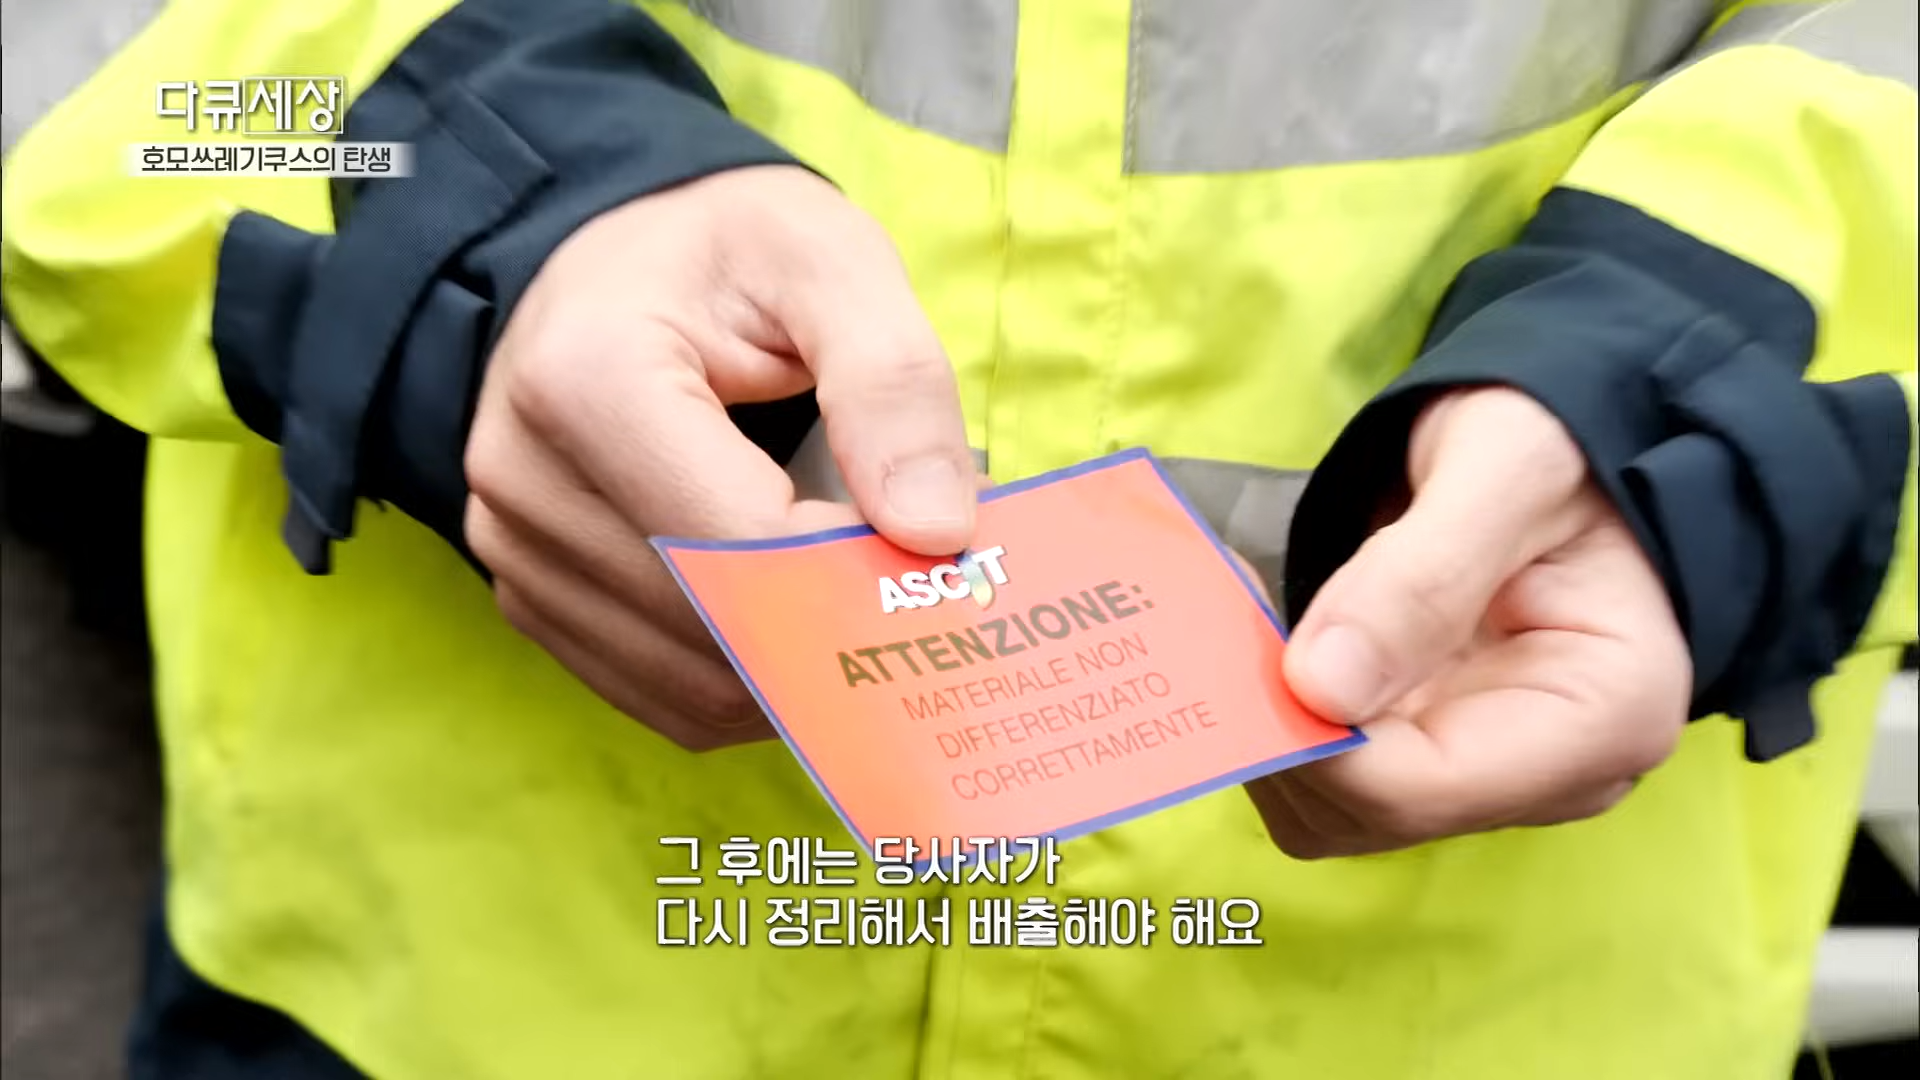 다큐세상
호모쓰레기쿠스의 탄생
ASCIT
ATTENZIONE:
MATERIALE NON
DIFFERENZIATO
CORRETTAMENTE
그 후에는 당사자가
다시 정리해서 배출해야 해요